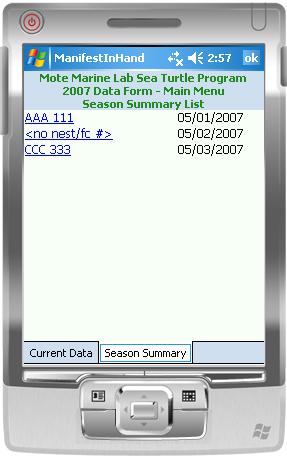 ManifestInHand 2:57 ok
Mote Marine Lab Sea Turtle Program
2007 Data Form - Main Menu
Season Summary List
AAA 111 05/01/2007
<no nest/fc #> 05/02/2007
CCC 333 05/03/2007
Current Data Season Summary